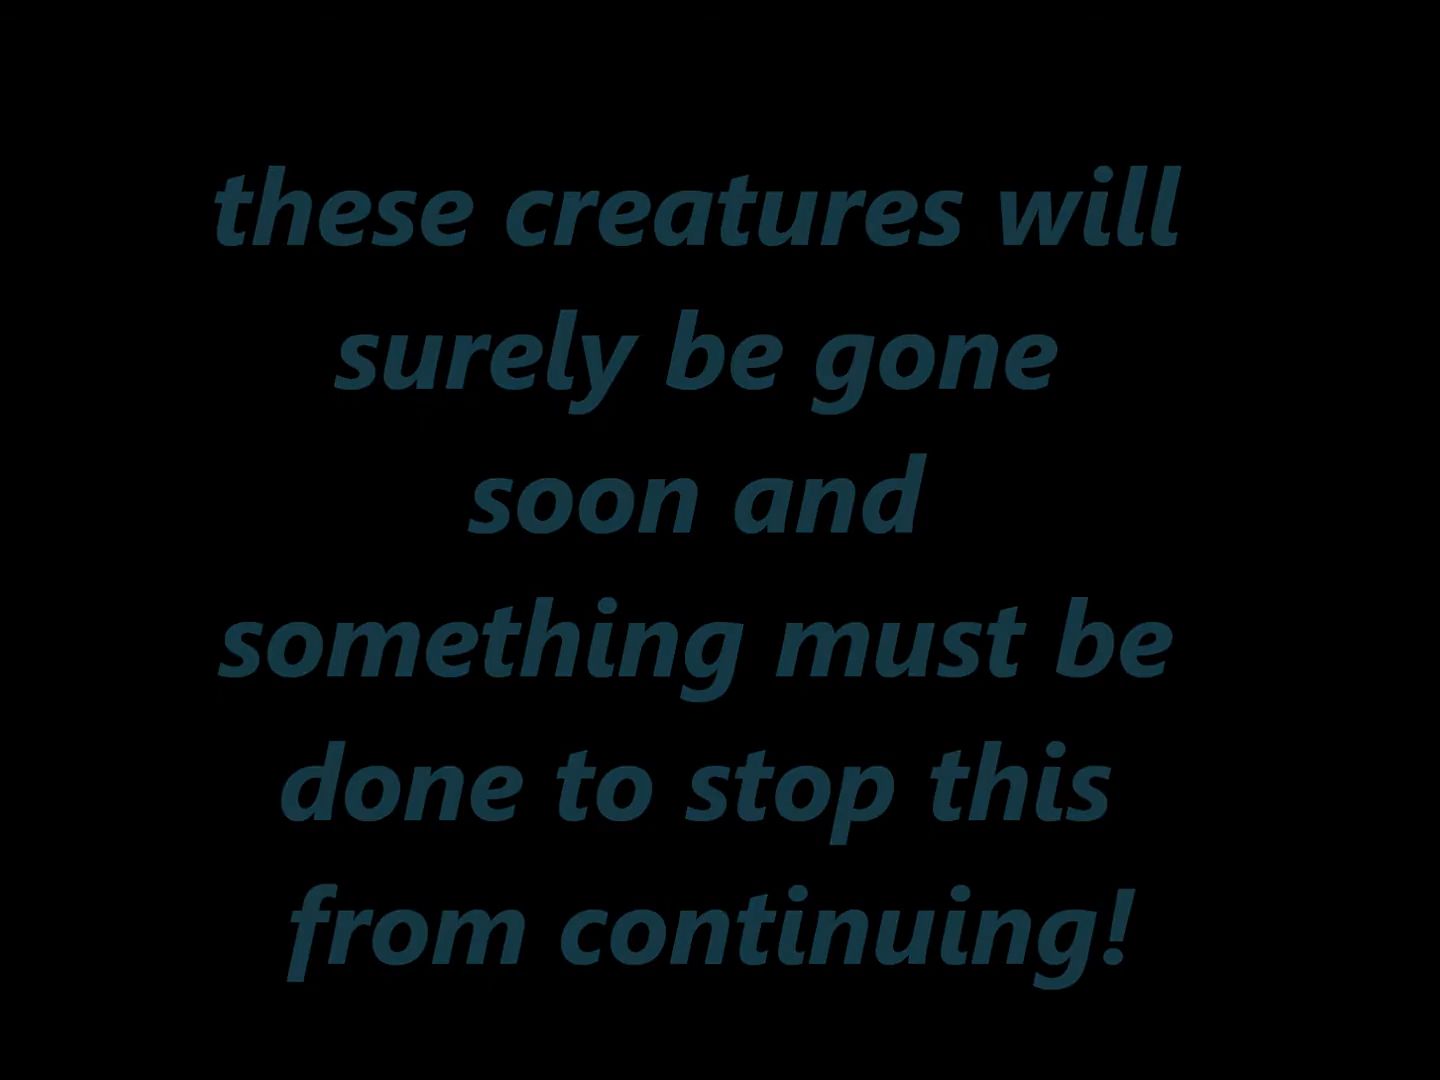 these creatures will
surely be gone
soon and
something must be
done to stop this
from continuing!